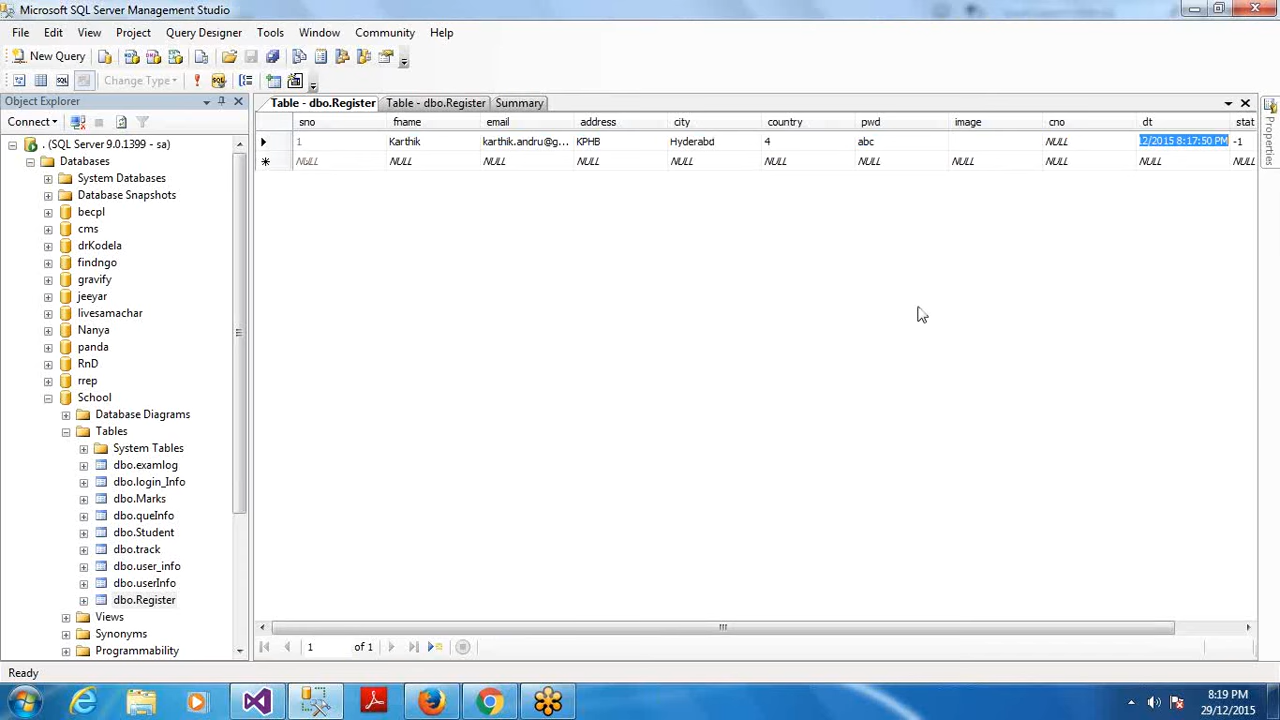 Microsoft SQL Server Management Studio
File Edit View Project Query Designer Tools Window Community Help
New Query
Change Type
Object Explorer
Connect
. (SQL Server 9.0.1399 - sa)
Databases
System Databases
Database Snapshots
becpl
cms
drKodela
findngo
gravify
jeeyar
livesamachar
Nanya
panda
RnD
rrep
School
Database Diagrams
Tables
System Tables
dbo.examlog
dbo.login_Info
dbo.Marks
dbo.queInfo
dbo.Student
dbo.track
dbo.user_info
dbo.userInfo
dbo.Register
Views
Synonyms
Programmability
Table - dbo.Register Table - dbo.Register Summary
sno fname email address city country pwd image cno dt stat
1 Karthik karthik.andru@g... KPHB Hyderabd 4 abc NULL 12/2015 8:17:50 PM -1
NULL NULL NULL NULL NULL NULL NULL NULL NULL NULL NULL
1 of 1
Properties
Ready
8:19 PM
29/12/2015